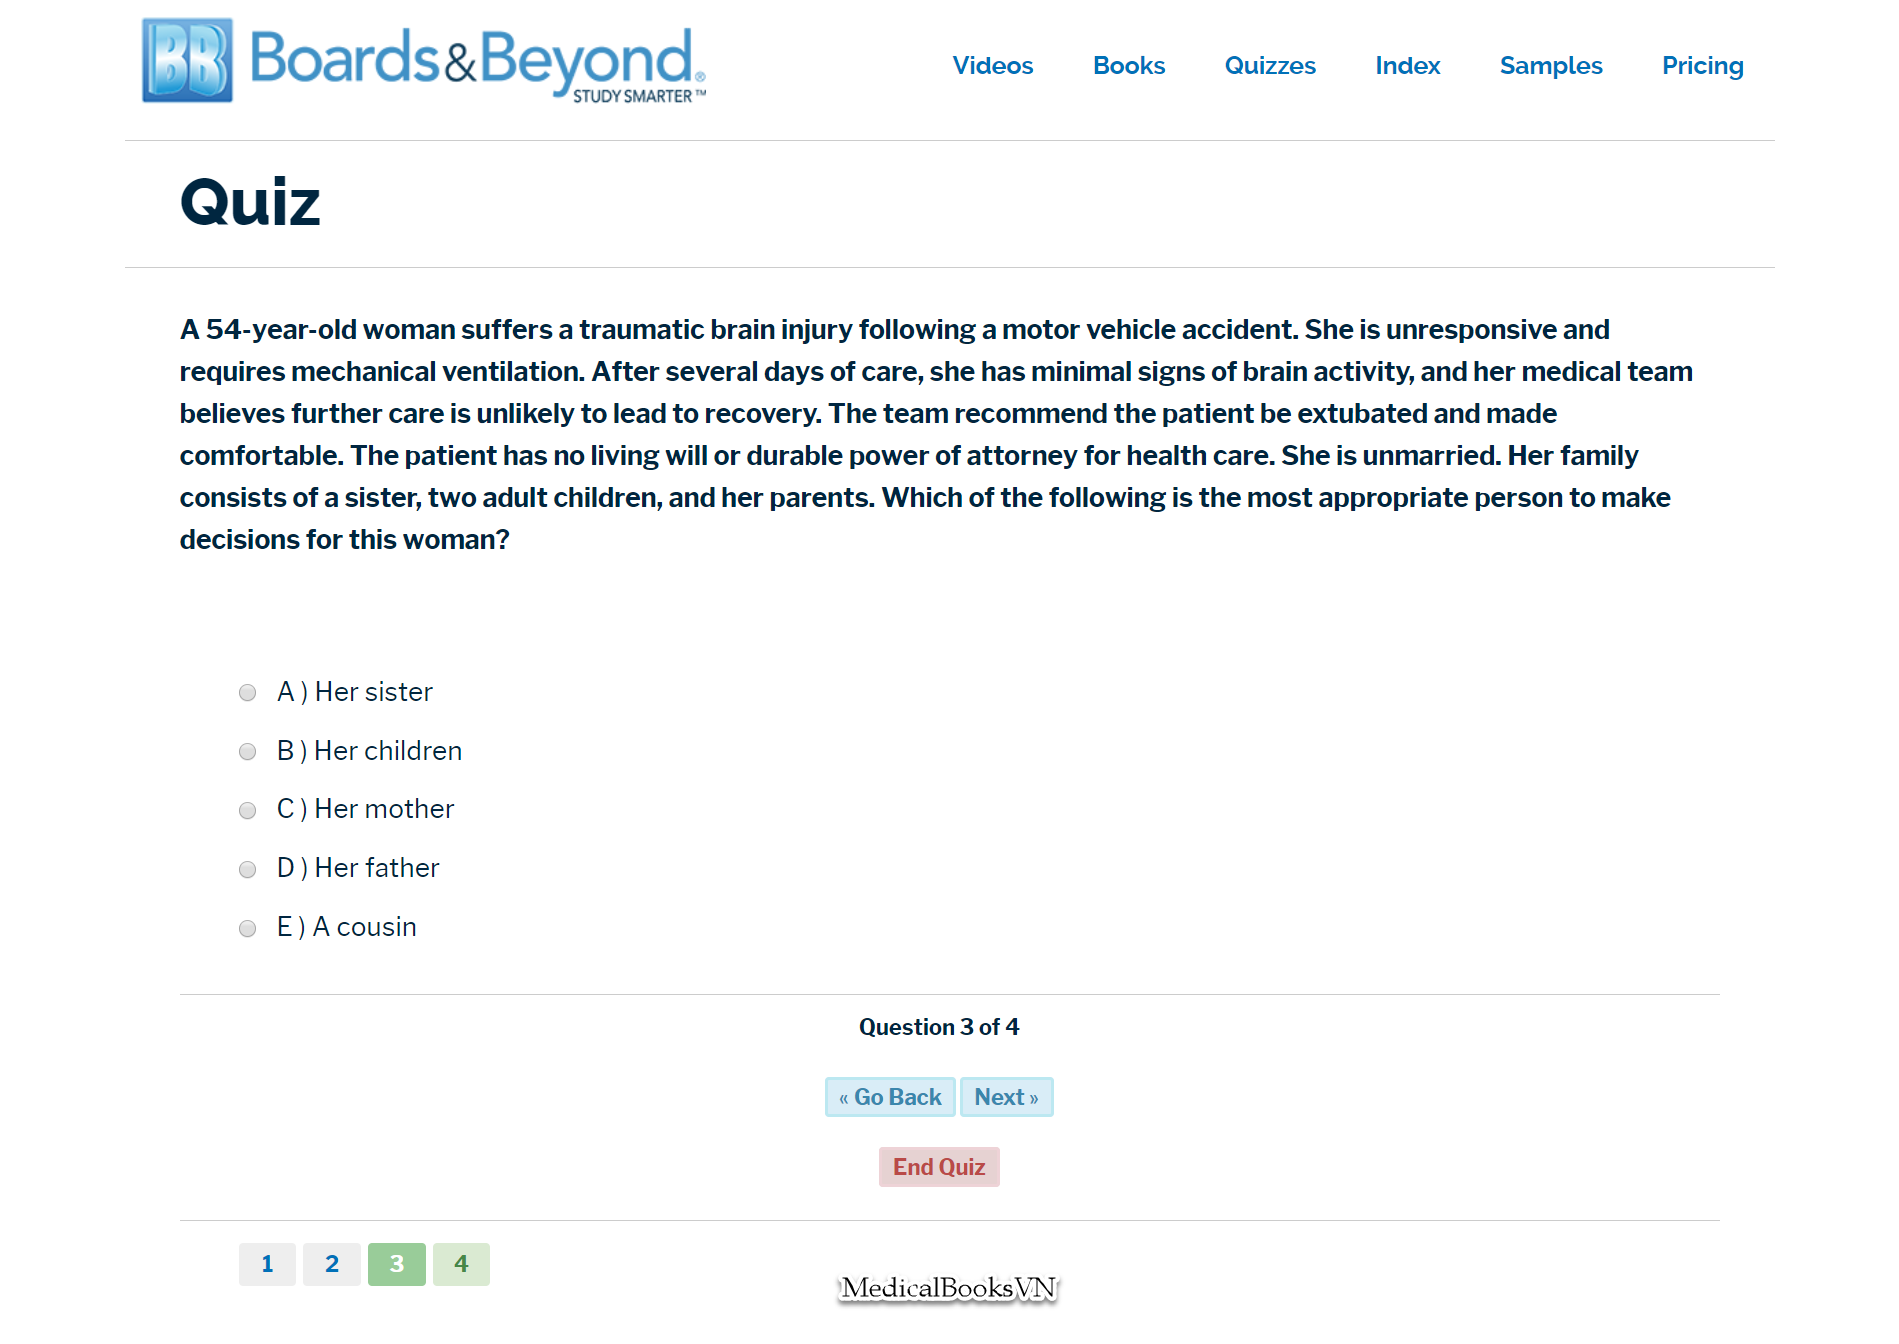 BB Boards&Beyond®
STUDY SMARTER™
Videos Books Quizzes Index Samples Pricing
Quiz
A 54-year-old woman suffers a traumatic brain injury following a motor vehicle accident. She is unresponsive and
requires mechanical ventilation. After several days of care, she has minimal signs of brain activity, and her medical team
believes further care is unlikely to lead to recovery. The team recommend the patient be extubated and made
comfortable. The patient has no living will or durable power of attorney for health care. She is unmarried. Her family
consists of a sister, two adult children, and her parents. Which of the following is the most appropriate person to make
decisions for this woman?
A ) Her sister
B ) Her children
C ) Her mother
D ) Her father
E ) A cousin
Question 3 of 4
« Go Back Next »
End Quiz
1 2 3 4
MedicalBooksVN